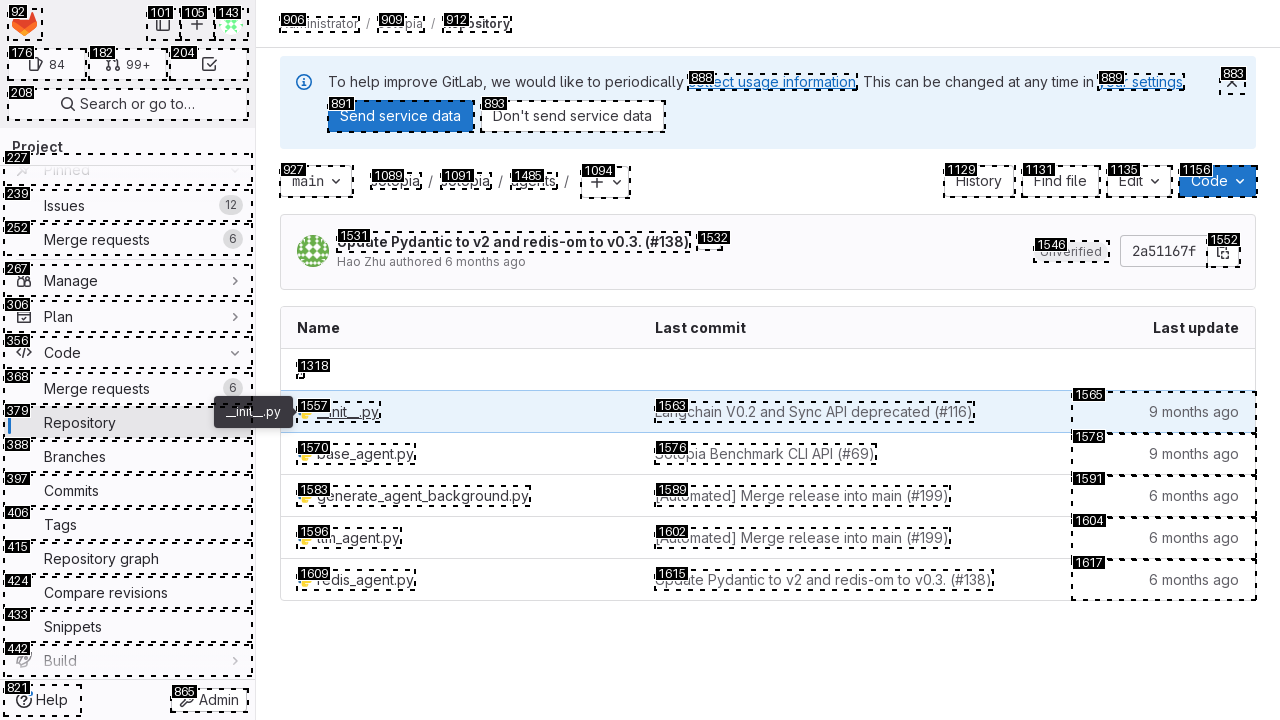 92
101
105
143
176
84
182
99+
204
208
Search or go to…
Project
227
Pinned
239
Issues
12
252
Merge requests
6
267
Manage
306
Plan
356
Code
368
Merge requests
6
379
Repository
388
Branches
397
Commits
406
Tags
415
Repository graph
424
Compare revisions
433
Snippets
442
Build
821
Help
865
Admin
906
Administrator
/
909
/
912
Repository
To help improve GitLab, we would like to periodically 888 collect usage information. This can be changed at any time in 889 your settings.
883
891
Send service data
893
Don't send service data
927
main
1089
sotopia
/
1091
sotopia
/
1485
agents
/
1094
1129
History
1131
Find file
1135
Edit
1156
Code
1531
Update Pydantic to v2 and redis-om to v0.3. (#138)
1532
Hao Zhu authored 6 months ago
1546
Unverified
2a51167f
1552
Name
Last commit
Last update
1318
__init__.py
1557
__init__.py
1563
Langchain V0.2 and Sync API deprecated (#116)
1565
9 months ago
1570
base_agent.py
1576
Sotopia Benchmark CLI API (#69)
1578
9 months ago
1583
generate_agent_background.py
1589
[Automated] Merge release into main (#199)
1591
6 months ago
1596
llm_agent.py
1602
[Automated] Merge release into main (#199)
1604
6 months ago
1609
redis_agent.py
1615
Update Pydantic to v2 and redis-om to v0.3. (#138)
1617
6 months ago